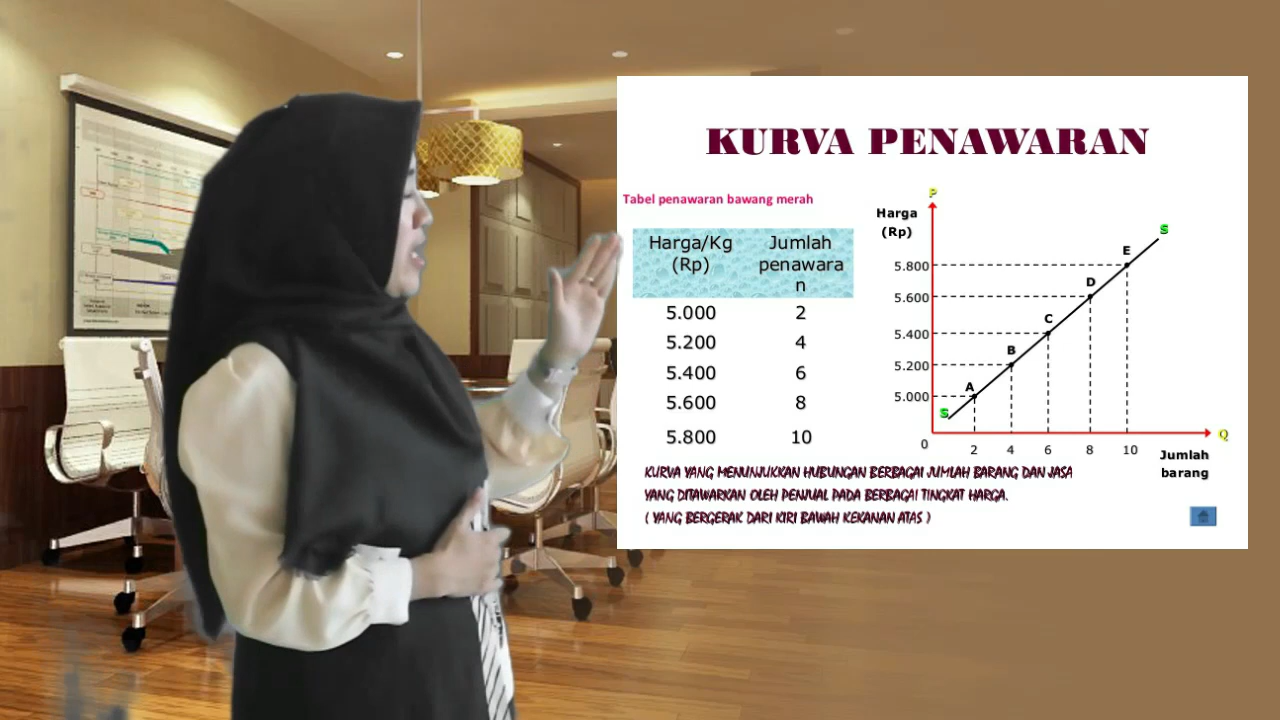 KURVA PENAWARAN
Tabel penawaran bawang merah
Harga/Kg
(Rp)
Jumlah
penawara
n
5.000 2
5.200 4
5.400 6
5.600 8
5.800 10
P
Harga
(Rp)
S
E
5.800
D
5.600
C
5.400
B
5.200
A
5.000
S
0 2 4 6 8 10
Q
Jumlah
barang
KURVA YANG MENUNJUKKAN HUBUNGAN BERBAGAI JUMLAH BARANG DAN JASA
YANG DITAWARKAN OLEH PENJUAL PADA BERBAGAI TINGKAT HARGA.
( YANG BERGERAK DARI KIRI BAWAH KEKANAN ATAS )